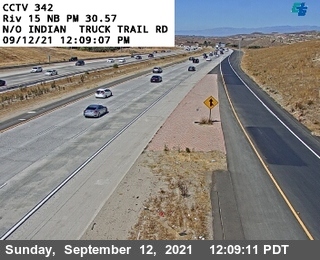 CCTV 342
Riv 15 NB PM 30.57
N/O INDIAN TRUCK TRAIL RD
09/12/21 12:09:07 PM
Sunday, September 12, 2021 12:09:11 PDT